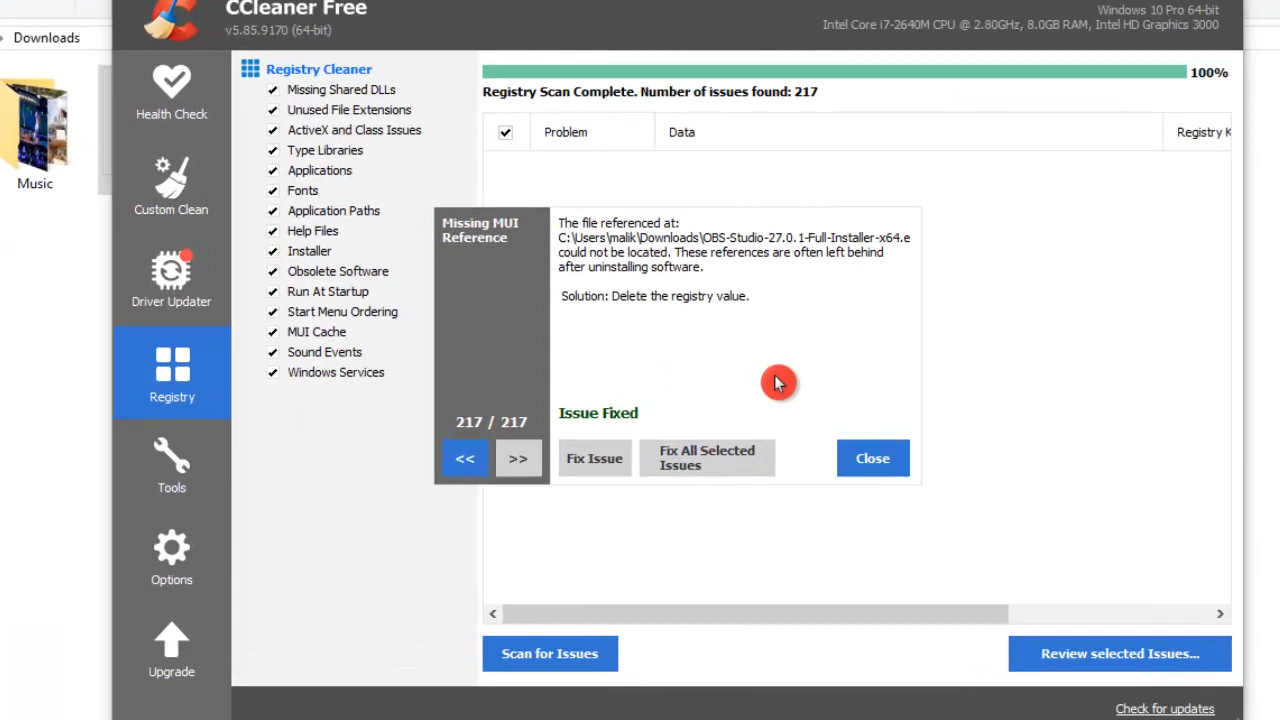 CCleaner Free
v5.85.9170 (64-bit)
Windows 10 Pro 64-bit
Intel Core i7-2640M CPU @ 2.80GHz, 8.0GB RAM, Intel HD Graphics 3000
Downloads
Music
Health Check
Custom Clean
Driver Updater
Registry
Tools
Options
Upgrade
Registry Cleaner
Missing Shared DLLs
Unused File Extensions
ActiveX and Class Issues
Type Libraries
Applications
Fonts
Application Paths
Help Files
Installer
Obsolete Software
Run At Startup
Start Menu Ordering
MUI Cache
Sound Events
Windows Services
100%
Registry Scan Complete. Number of issues found: 217
Problem
Data
Registry K
Missing MUI
Reference
217 / 217
<<
>>
The file referenced at:
C:\Users\malik\Downloads\OBS-Studio-27.0.1-Full-Installer-x64.e
could not be located. These references are often left behind
after uninstalling software.
Solution: Delete the registry value.
Issue Fixed
Fix Issue
Fix All Selected
Issues
Close
Scan for Issues
Review selected Issues...
Check for updates